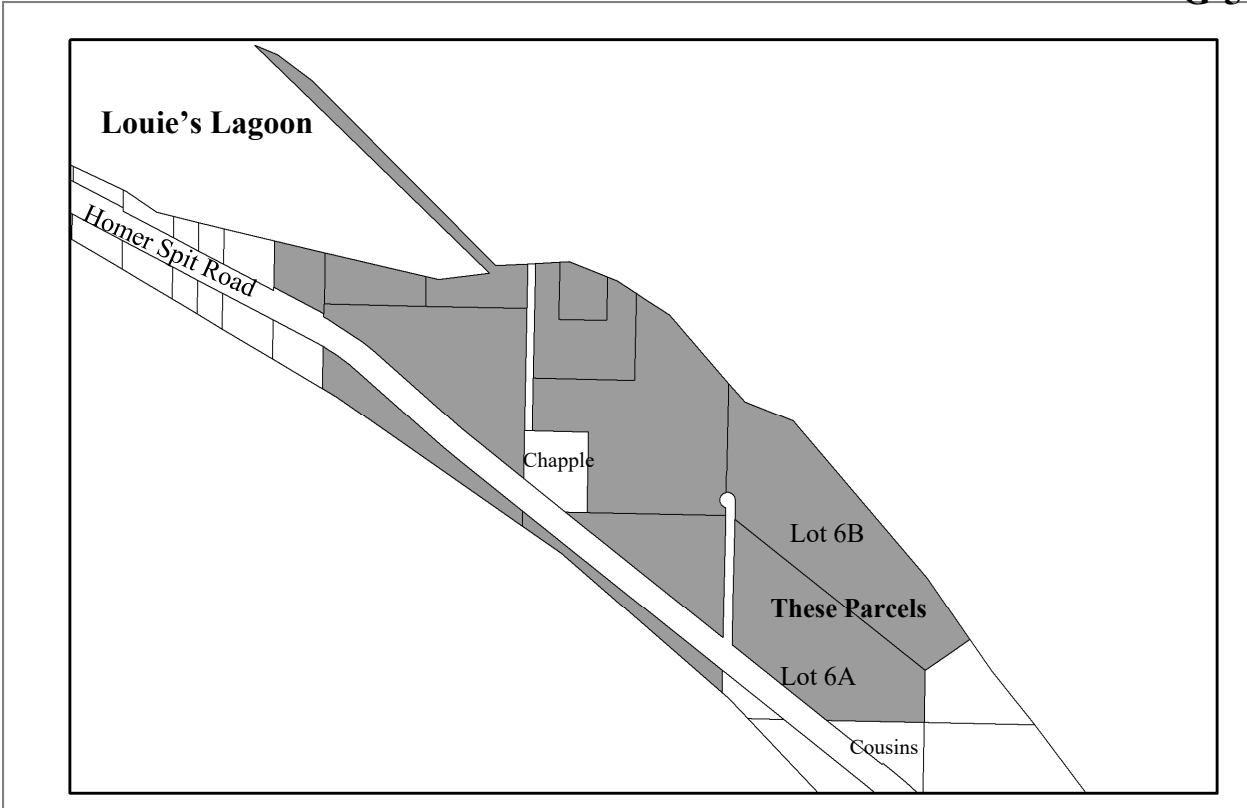 Louie's Lagoon
Homer Spit Road
Chapple
Lot 6B
These Parcels
Lot 6A
Cousins